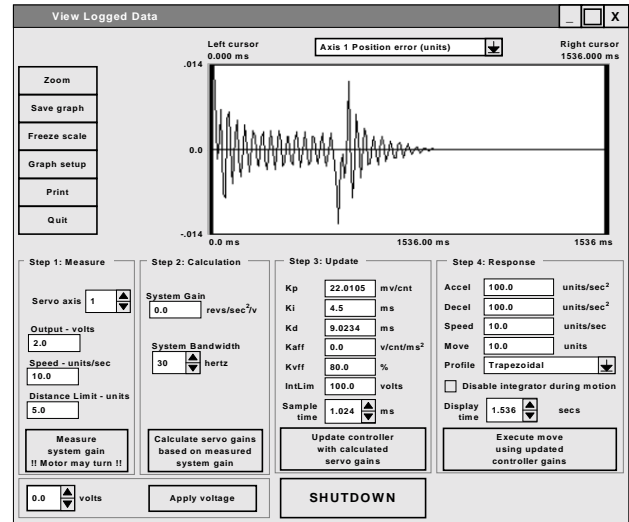 View Logged Data
_ X
Left cursor
0.000 ms
Axis 1 Position error (units)
Right cursor
1536.000 ms
Zoom
Save graph
Freeze scale
Graph setup
Print
Quit
.014
0.0
-.014
0.0 ms
1536.00 ms
1536 ms
Step 1: Measure
Servo axis 1
Output - volts
2.0
Speed - units/sec
10.0
Distance Limit - units
5.0
Measure
system gain
!! Motor may turn !!
Step 2: Calculation
System Gain
0.0 revs/sec²/v
System Bandwidth
30 hertz
Calculate servo gains
based on measured
system gain
Step 3: Update
Kp 22.0105 mv/cnt
Ki 4.5 ms
Kd 9.0234 ms
Kaff 0.0 v/cnt/ms²
Kvff 80.0 %
IntLim 100.0 volts
Sample
time 1.024 ms
Update controller
with calculated
servo gains
Step 4: Response
Accel 100.0 units/sec²
Decel 100.0 units/sec²
Speed 10.0 units/sec
Move 10.0 units
Profile Trapezoidal
Disable integrator during motion
Display
time 1.536 secs
Execute move
using updated
controller gains
0.0 volts
Apply voltage
SHUTDOWN